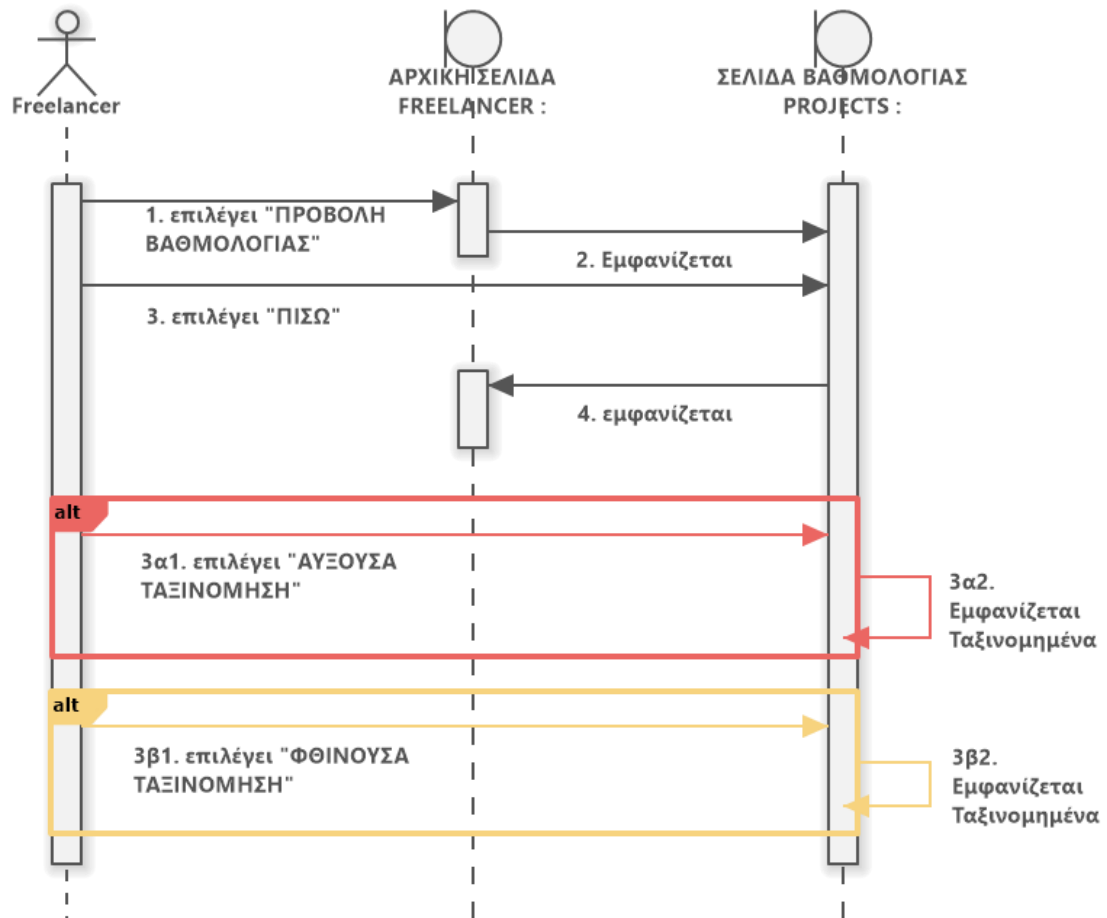 Freelancer
ΑΡΧΙΚΗ ΣΕΛΙΔΑ
FREELANCER :
ΣΕΛΙΔΑ ΒΑΘΜΟΛΟΓΙΑΣ
PROJECTS :
1. επιλέγει "ΠΡΟΒΟΛΗ
ΒΑΘΜΟΛΟΓΙΑΣ"
2. Εμφανίζεται
3. επιλέγει "ΠΙΣΩ"
4. εμφανίζεται
alt
3α1. επιλέγει "ΑΥΞΟΥΣΑ
ΤΑΞΙΝΟΜΗΣΗ"
3α2.
Εμφανίζεται
Ταξινομημένα
alt
3β1. επιλέγει "ΦΘΙΝΟΥΣΑ
ΤΑΞΙΝΟΜΗΣΗ"
3β2.
Εμφανίζεται
Ταξινομημένα